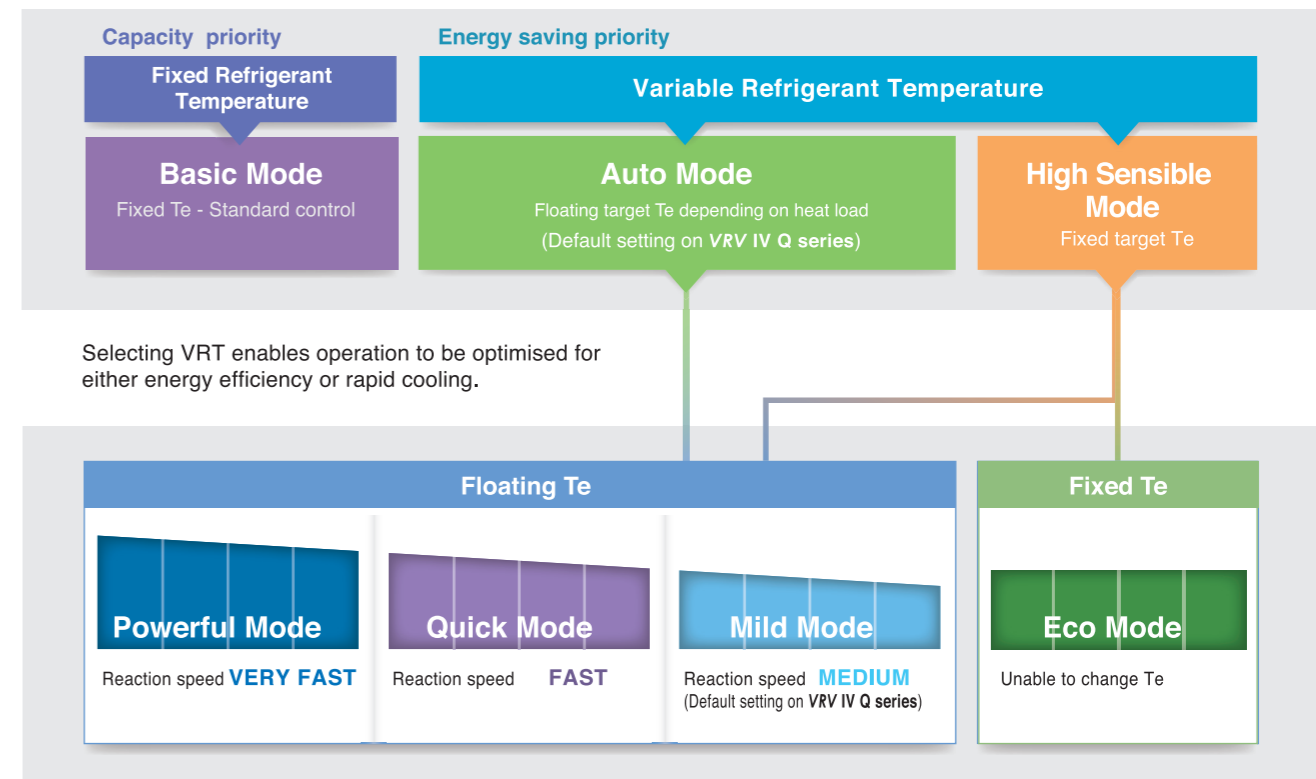 Capacity priority
Energy saving priority
Fixed Refrigerant
Temperature
Variable Refrigerant Temperature
Basic Mode
Fixed Te - Standard control
Auto Mode
Floating target Te depending on heat load
(Default setting on VRV IV Q series)
High Sensible
Mode
Fixed target Te
Selecting VRT enables operation to be optimised for
either energy efficiency or rapid cooling.
Floating Te
Fixed Te
Powerful Mode
Reaction speed VERY FAST
Quick Mode
Reaction speed FAST
Mild Mode
Reaction speed MEDIUM
(Default setting on VRV IV Q series)
Eco Mode
Unable to change Te